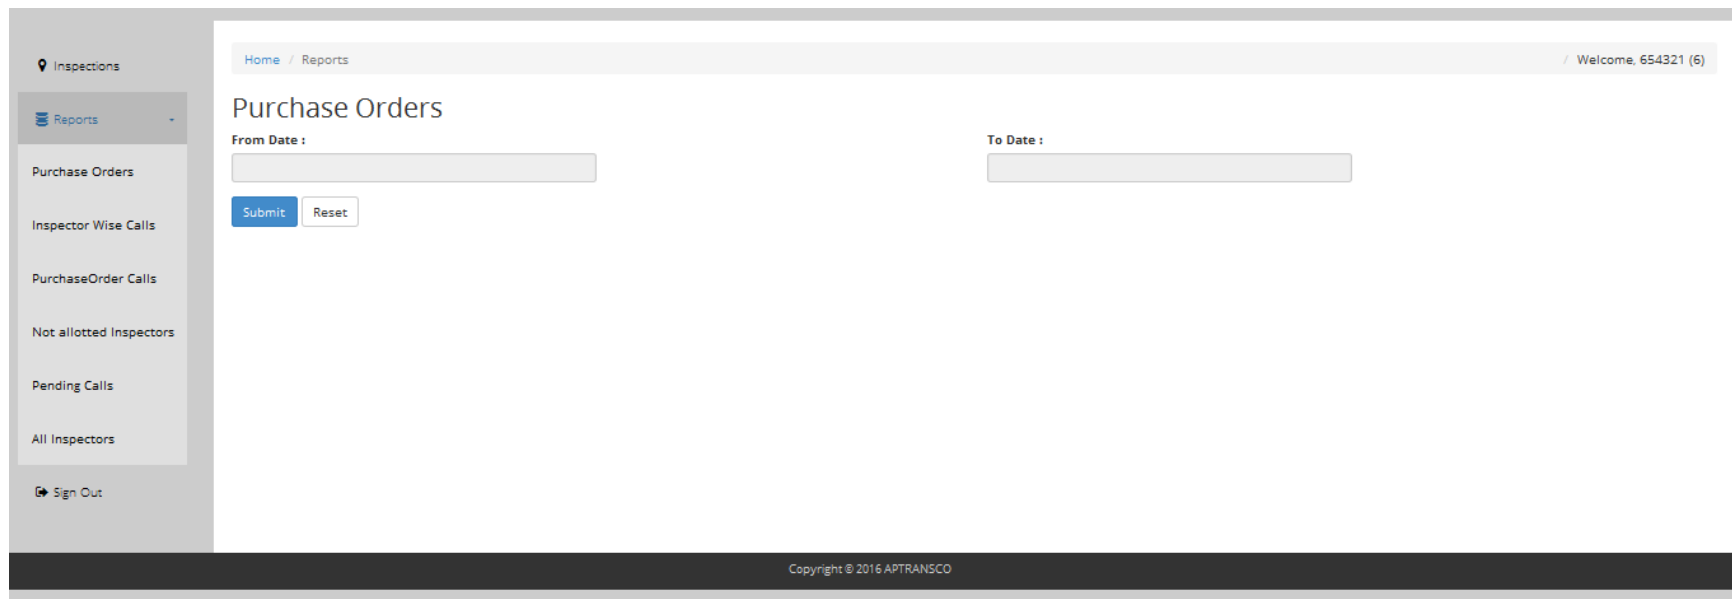 Inspections
Reports
Purchase Orders
Inspector Wise Calls
PurchaseOrder Calls
Not allotted Inspectors
Pending Calls
All Inspectors
Sign Out
Home / Reports
/ Welcome, 654321 (6)
Purchase Orders
From Date :
To Date :
Submit Reset
Copyright © 2016 APTRANSCO